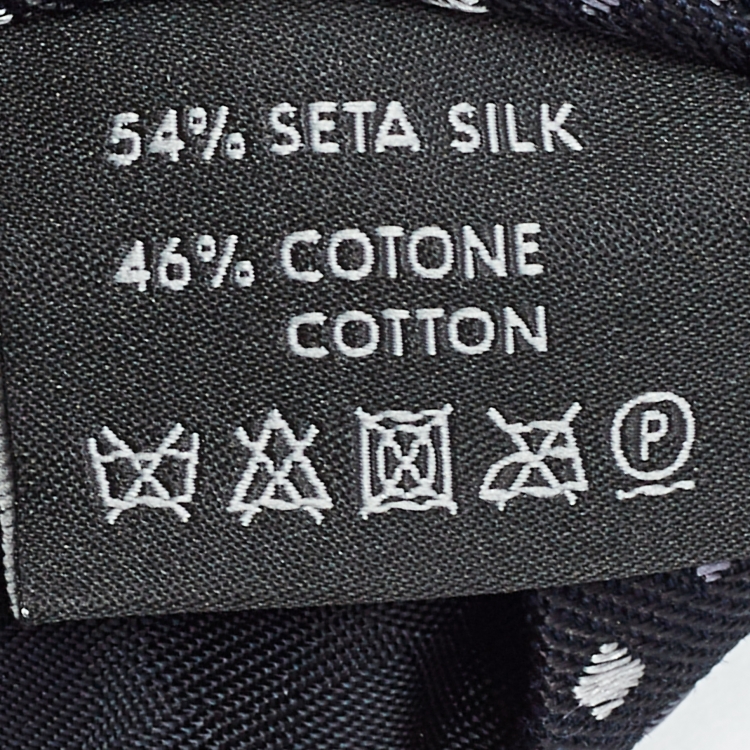 54% SETA SILK
46% COTONE
COTTON
P